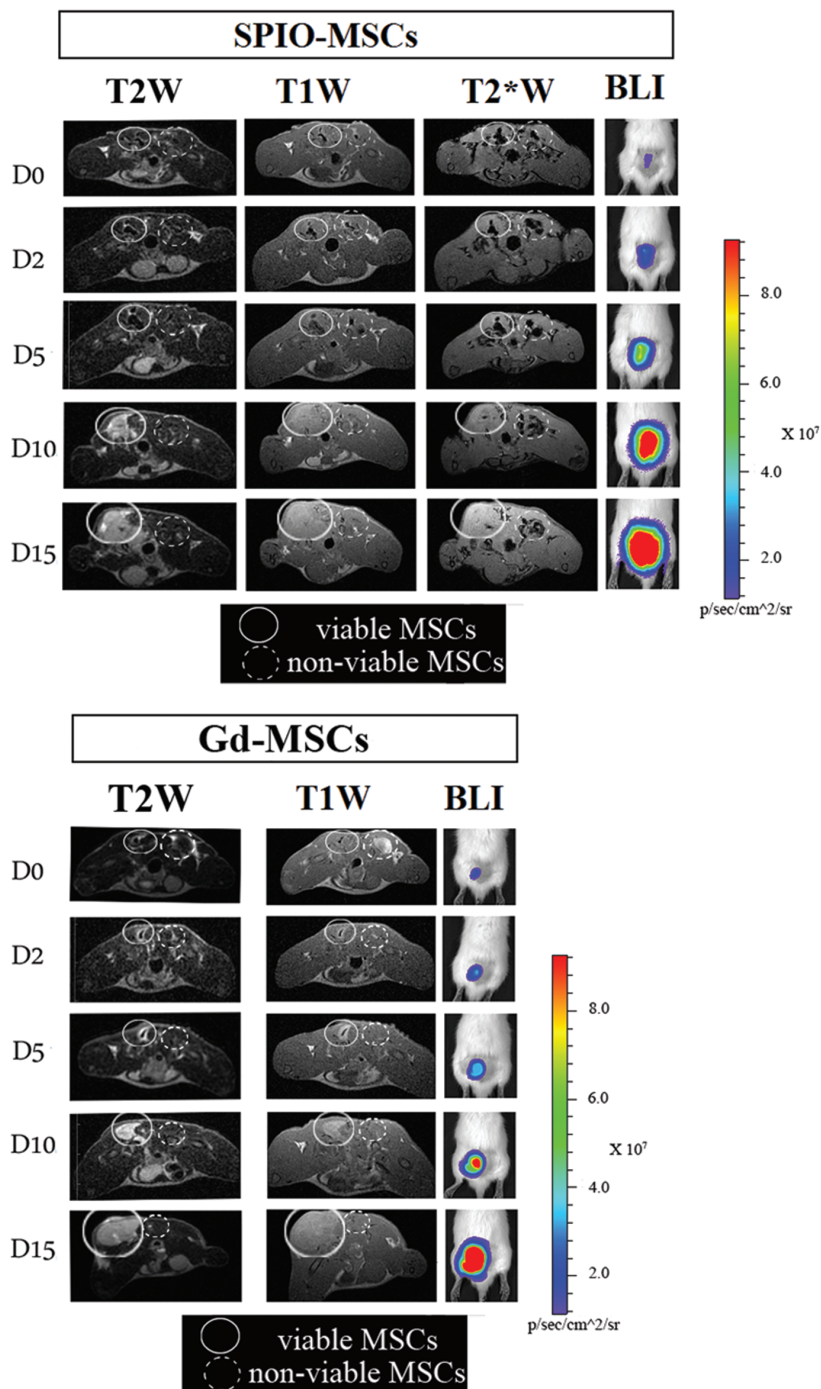 SPIO-MSCs
T2W T1W T2*W BLI
D0
D2
D5
D10
D15
8.0
6.0
X 10⁷
4.0
2.0
p/sec/cm^2/sr
viable MSCs
non-viable MSCs
Gd-MSCs
T2W T1W BLI
D0
D2
D5
D10
D15
8.0
6.0
X 10⁷
4.0
2.0
p/sec/cm^2/sr
viable MSCs
non-viable MSCs